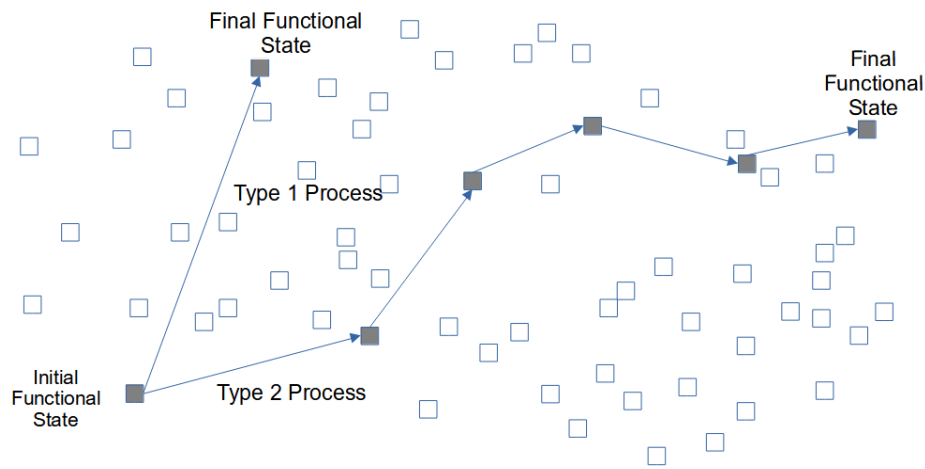 Final Functional
State
Final
Functional
State
Type 1 Process
Initial
Functional
State
Type 2 Process